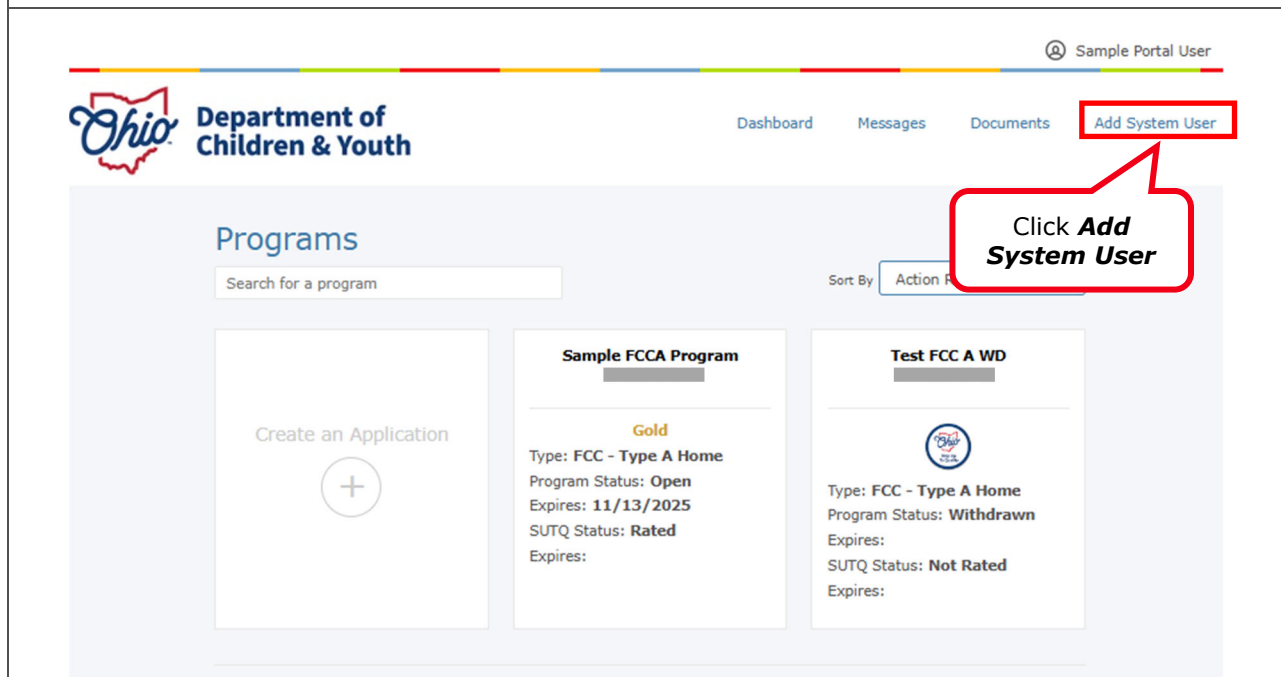 Sample Portal User
Ohio
Department of
Children & Youth
Dashboard Messages Documents Add System User
Click Add
System User
Programs
Search for a program
Sort By Action
Create an Application
Sample FCCA Program
Gold
Type: FCC - Type A Home
Program Status: Open
Expires: 11/13/2025
SUTQ Status: Rated
Expires:
Test FCC A WD
Ohio
Type: FCC - Type A Home
Program Status: Withdrawn
Expires:
SUTQ Status: Not Rated
Expires: